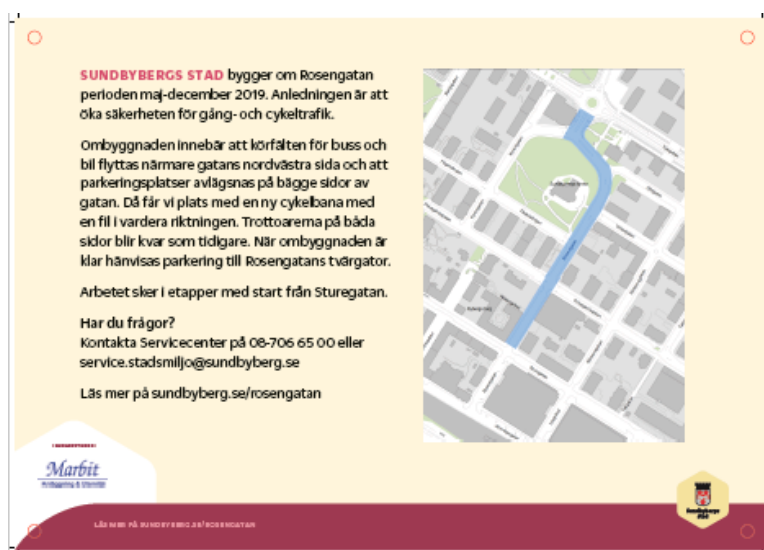 SUNDBYBERGS STAD bygger om Rosengatan
perioden maj-december 2019. Anledningen är att
öka säkerheten för gång- och cykeltrafik.
Ombyggnaden innebär att körfälten för buss och
bil flyttas närmare gatans nordvästra sida och att
parkeringsplatser avlägsnas på bägge sidor av
gatan. Då får vi plats med en ny cykelbana med
en fil i vardera riktningen. Trottoarerna på båda
sidor blir kvar som tidigare. När ombyggnaden är
klar hänvisas parkering till Rosengatans tvärgator.
Arbetet sker i etapper med start från Sturegatan.
Har du frågor?
Kontakta Servicecenter på 08-706 65 00 eller
service.stadsmiljo@sundbyberg.se
Läs mer på sundbyberg.se/rosengatan
Marbit
Anläggning & Utemiljö
Sundbybergs
stad
LÄS MER PÅ SUNDBYBERG.SE/ROSENGATAN